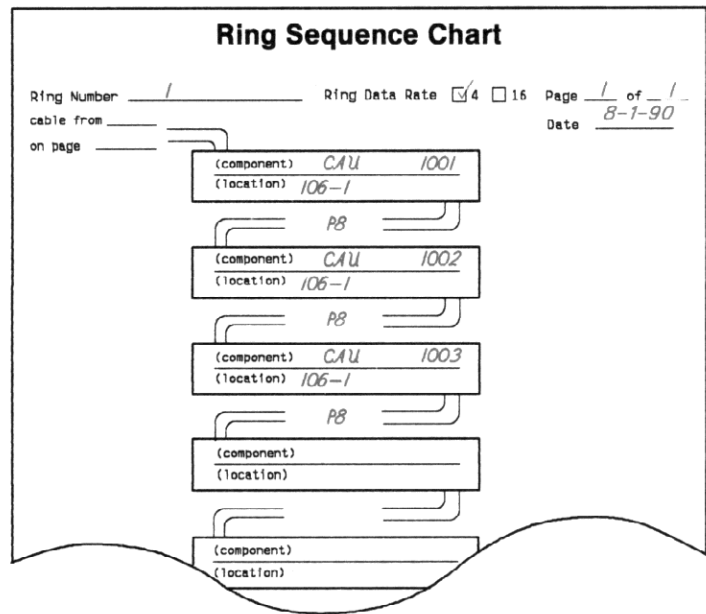 Ring Sequence Chart
Ring Number 1 Ring Data Rate ☑4 ☐16 Page 1 of 1
cable from
Date 8-1-90
on page
(component) CAU 1001
(location) 106-1
P8
(component) CAU 1002
(location) 106-1
P8
(component) CAU 1003
(location) 106-1
P8
(component)
(location)
(component)
(location)